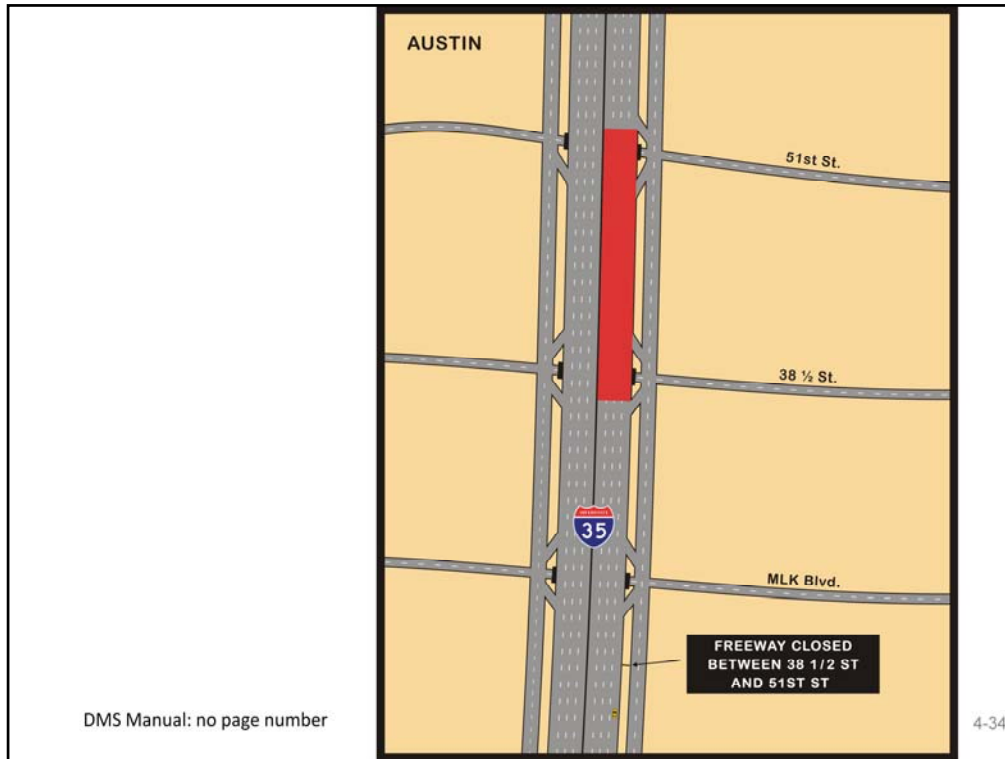 AUSTIN
51st St.
38 ½ St.
INTERSTATE
35
MLK Blvd.
FREEWAY CLOSED
BETWEEN 38 1/2 ST
AND 51ST ST
DMS Manual: no page number
4-34